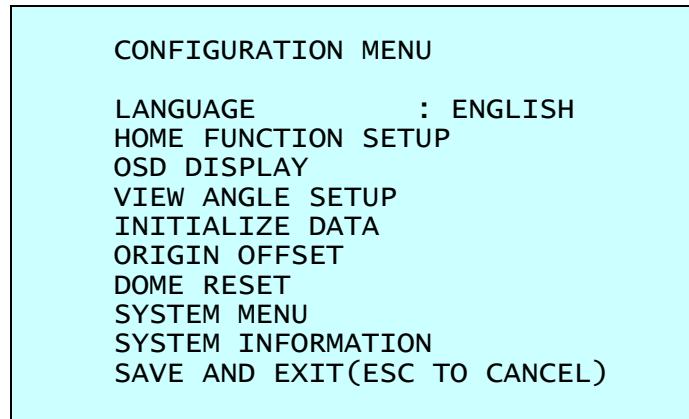 CONFIGURATION MENU
LANGUAGE : ENGLISH
HOME FUNCTION SETUP
OSD DISPLAY
VIEW ANGLE SETUP
INITIALIZE DATA
ORIGIN OFFSET
DOME RESET
SYSTEM MENU
SYSTEM INFORMATION
SAVE AND EXIT(ESC TO CANCEL)